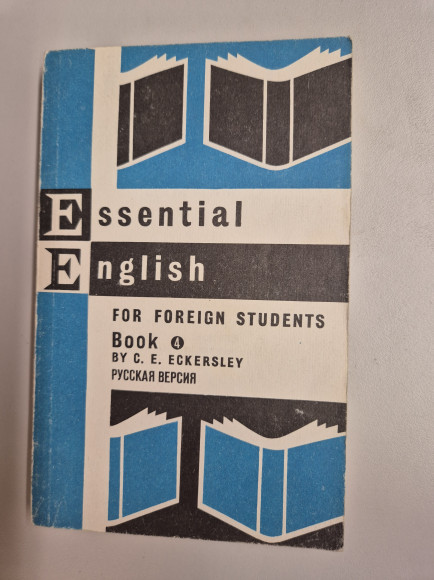 Essential
English
FOR FOREIGN STUDENTS
Book 4
BY C. E. ECKERSLEY
РУССКАЯ ВЕРСИЯ